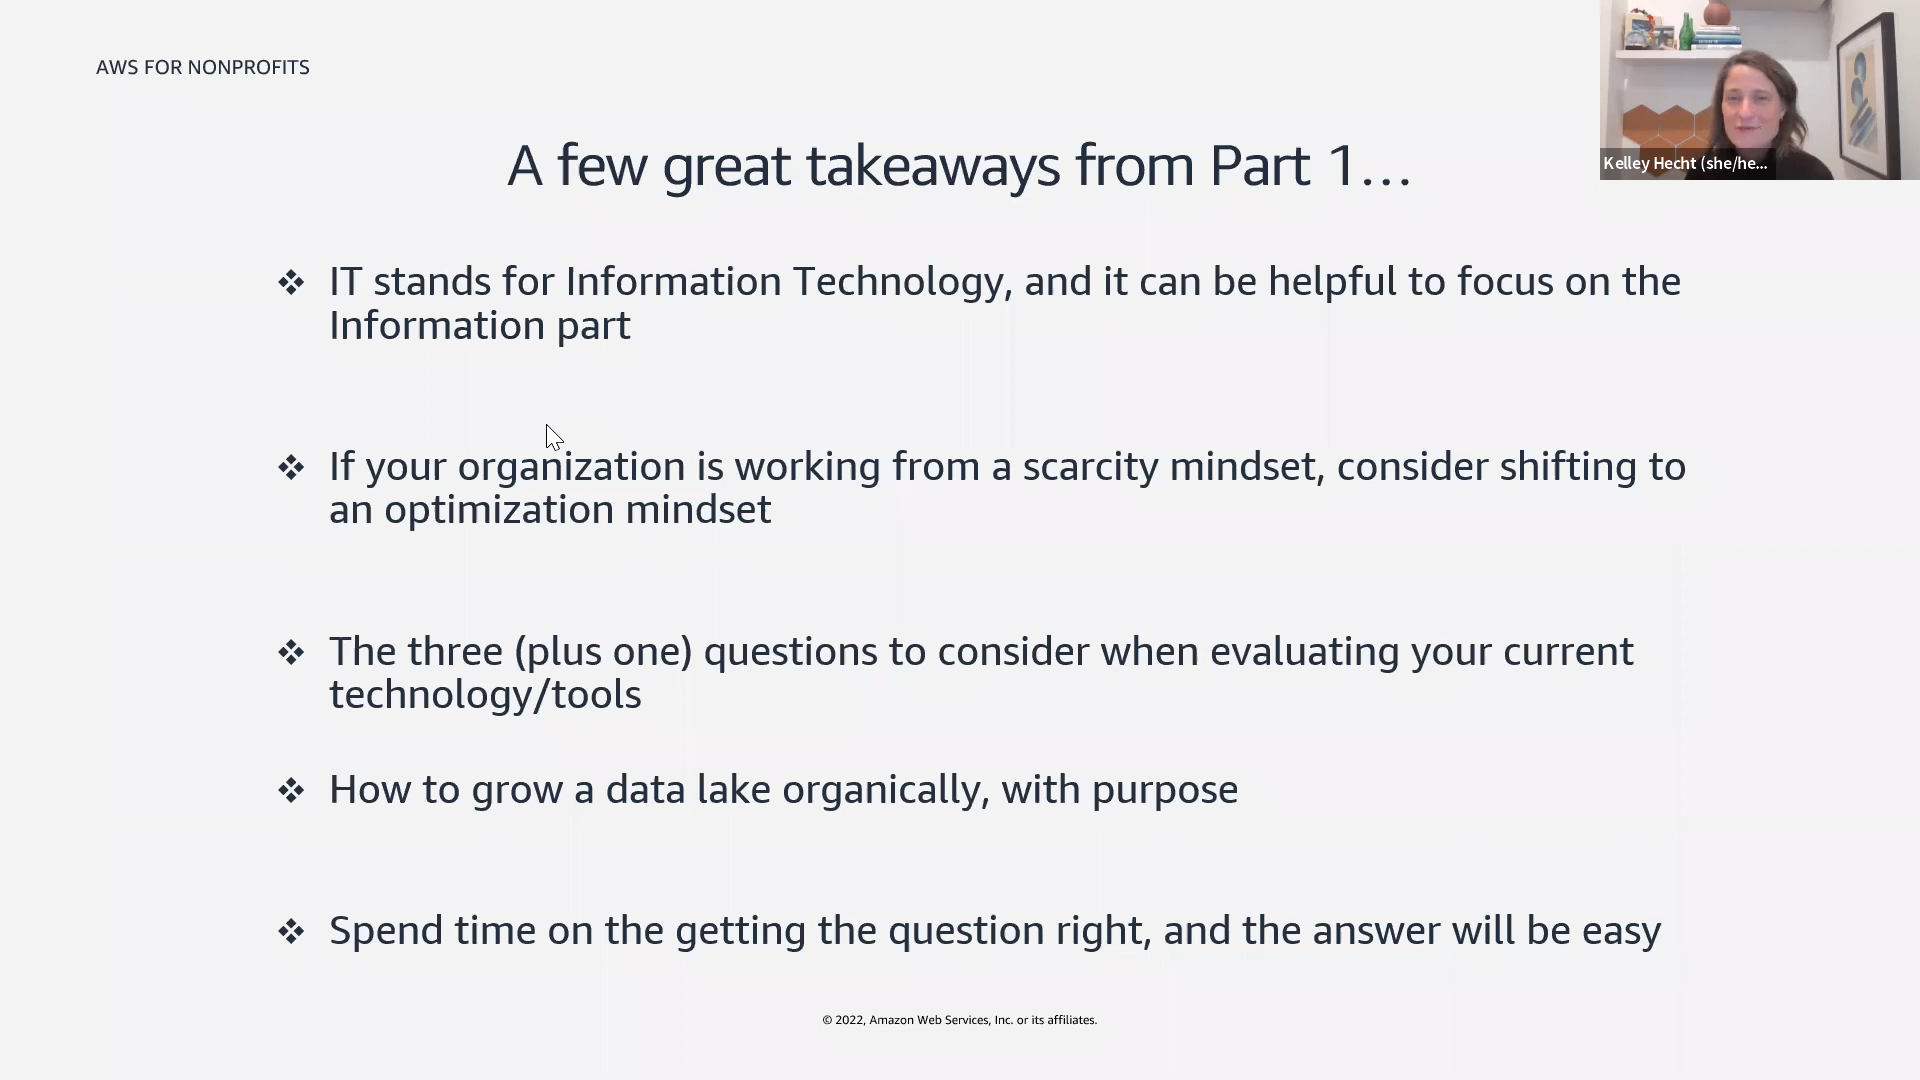 AWS FOR NONPROFITS
Kelley Hecht (she/he...
A few great takeaways from Part 1...
❖ IT stands for Information Technology, and it can be helpful to focus on the
Information part
❖ If your organization is working from a scarcity mindset, consider shifting to
an optimization mindset
❖ The three (plus one) questions to consider when evaluating your current
technology/tools
❖ How to grow a data lake organically, with purpose
❖ Spend time on the getting the question right, and the answer will be easy
© 2022, Amazon Web Services, Inc. or its affiliates.